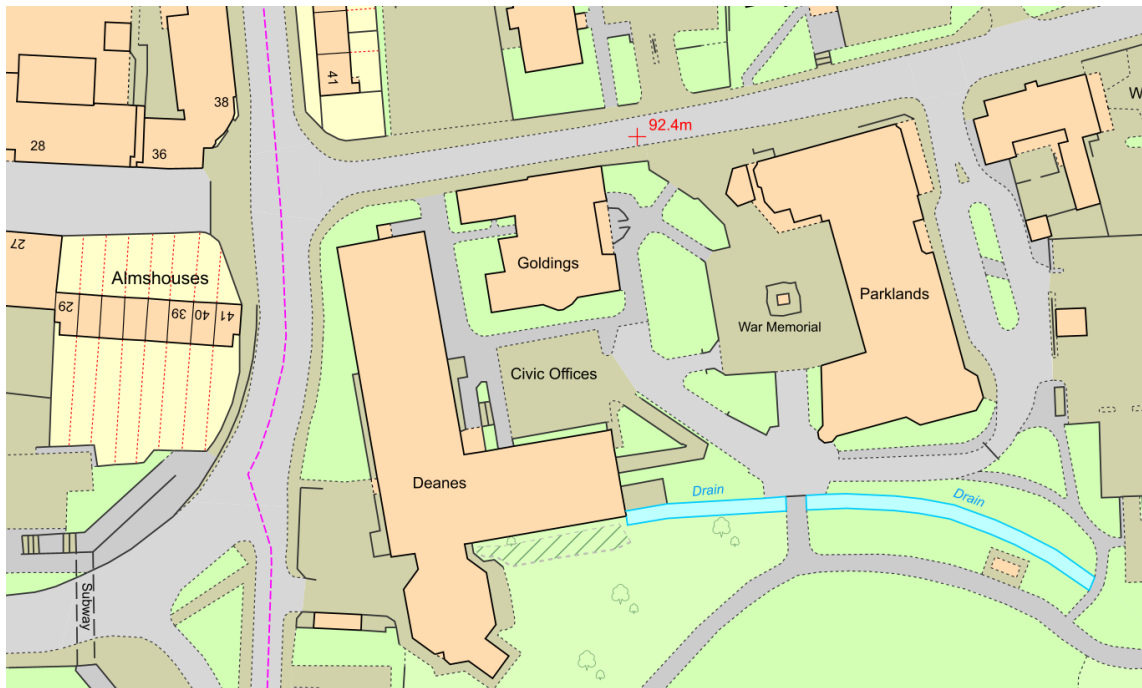 41
38
92.4m
W
28
36
27
Goldings
Almshouses
Parklands
29
39
40
41
War Memorial
Civic Offices
Deanes
Drain
Drain
Subway